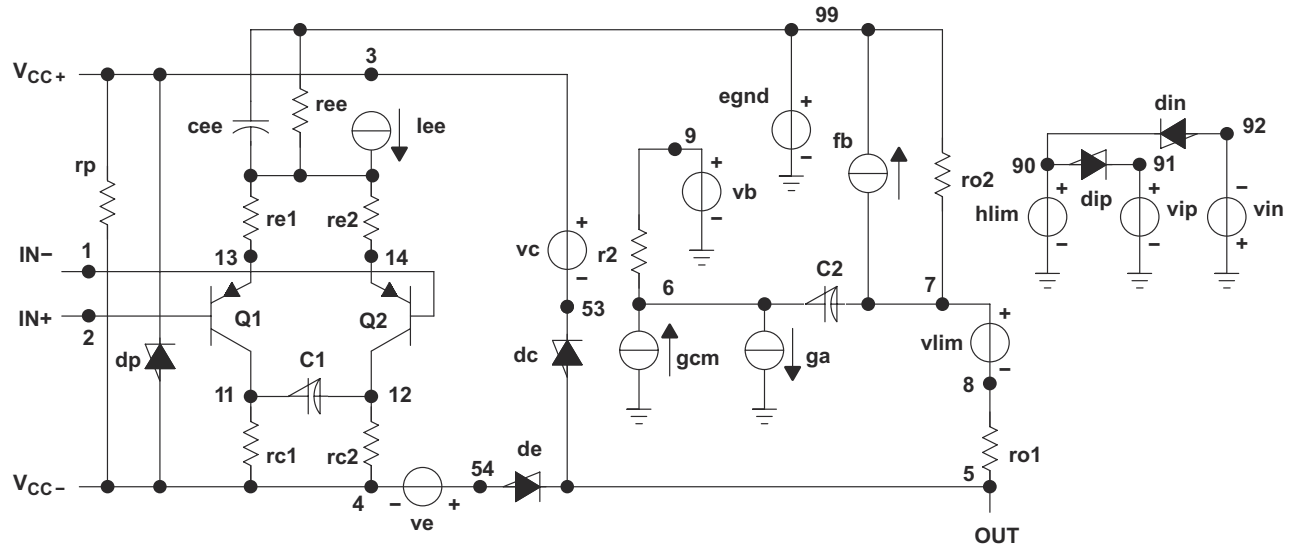 99
3
VCC+
ree
cee
Iee
egnd
din
92
9
fb
90
91
rp
vb
ro2
dip
re1
re2
hlim
vip
vin
vc
r2
IN−
1
13
14
C2
6
7
IN+
2
Q1
Q2
53
vlim
dp
C1
dc
gcm
ga
8
11
12
rc1
rc2
de
ro1
54
5
VCC−
4
ve
OUT
+
−
+
−
+
−
+
−
+
−
+
−
+
−
−
+
−
+